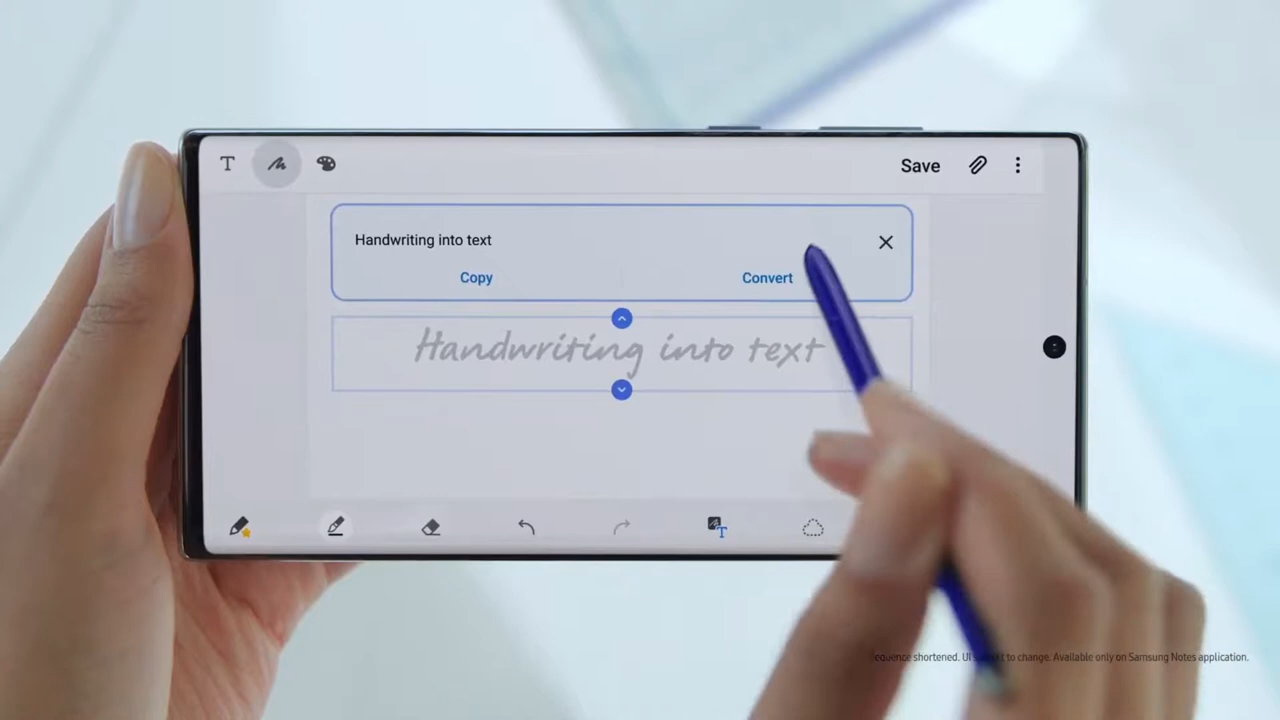 T
Save
Handwriting into text
Copy Convert
Handwriting into text
T
equence shortened. UI to change. Available only on Samsung Notes application.